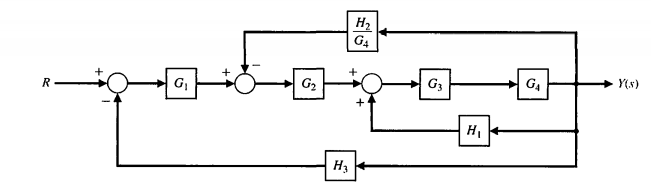 H₂
G₄
R + − G₁ + − G₂ + + G₃ G₄ Y(s)
H₁
H₃